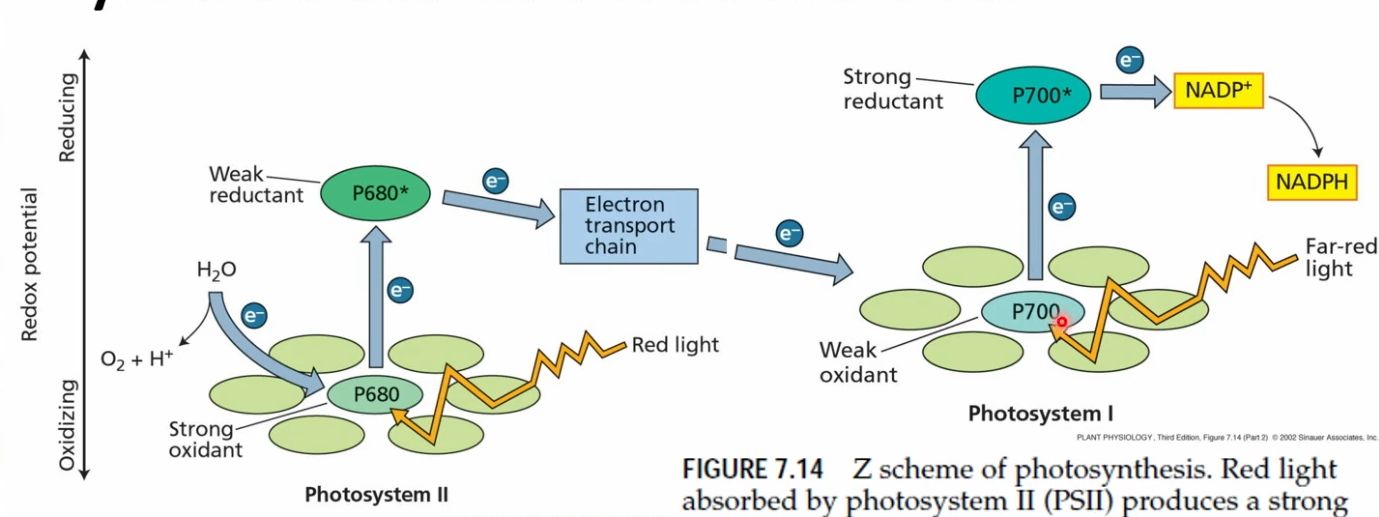 Reducing
Redox potential
Oxidizing
Weak
reductant
P680*
e⁻
Electron
transport
chain
e⁻
H₂O
e⁻
e⁻
O₂ + H⁺
P680
Red light
Strong
oxidant
Photosystem II
Strong
reductant
P700*
e⁻
NADP⁺
NADPH
e⁻
Far-red
light
P700
Weak
oxidant
Photosystem I
PLANT PHYSIOLOGY, Third Edition, Figure 7.14 (Part 2) © 2002 Sinauer Associates, Inc.
FIGURE 7.14 Z scheme of photosynthesis. Red light
absorbed by photosystem II (PSII) produces a strong